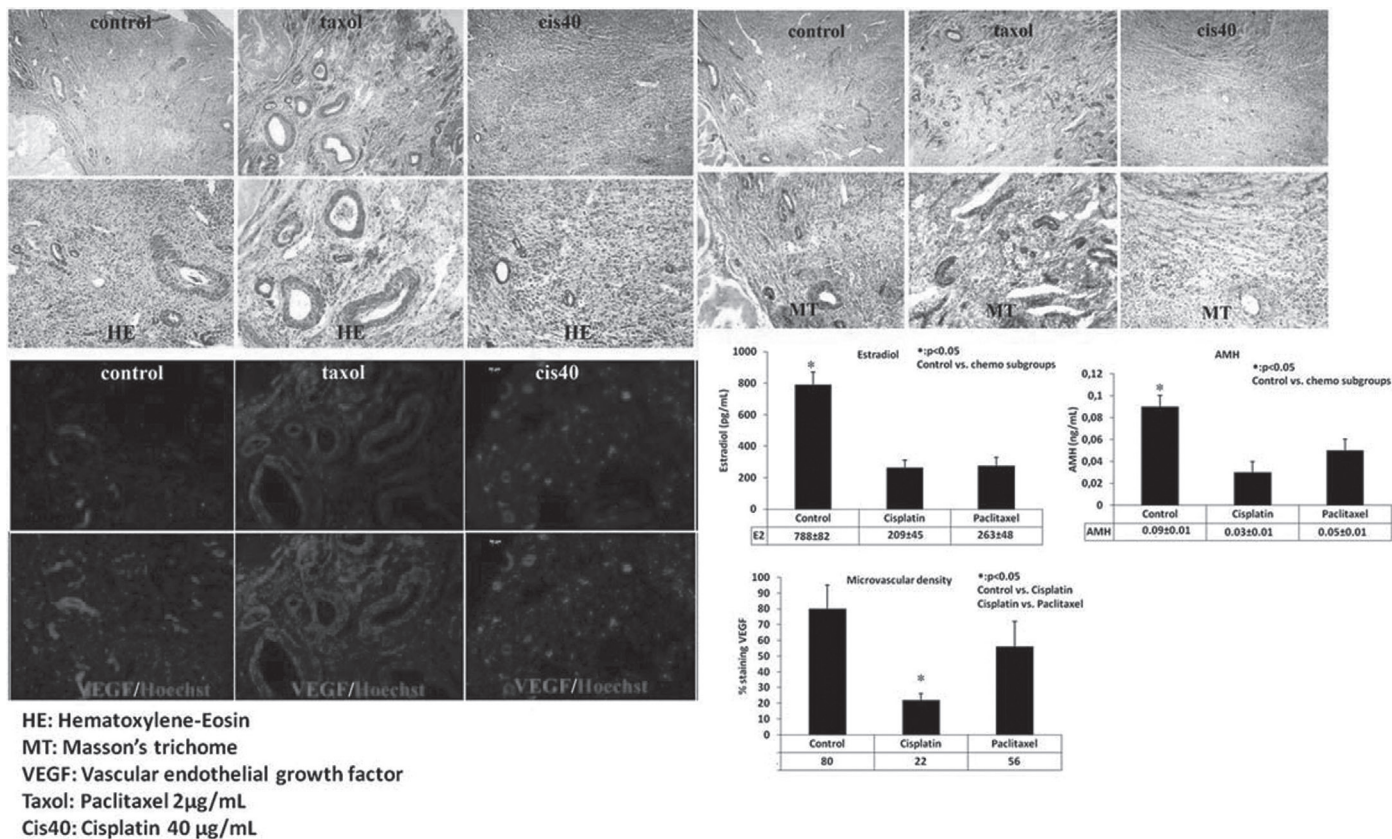 control
taxol
cis40
HE
HE
HE
control
taxol
cis40
MT
MT
MT
control
taxol
cis40
VEGF/Hoechst
VEGF/Hoechst
VEGF/Hoechst
HE: Hematoxylene-Eosin
MT: Masson's trichome
VEGF: Vascular endothelial growth factor
Taxol: Paclitaxel 2µg/mL
Cis40: Cisplatin 40 µg/mL
Estradiol
*:p<0.05
Control vs. chemo subgroups
Estradiol (pg/mL)
1000
800
600
400
200
0
*
Control Cisplatin Paclitaxel
E2 788±82 209±45 263±48
AMH
*:p<0.05
Control vs. chemo subgroups
AMH (ng/mL)
0,12
0,1
0,08
0,06
0,04
0,02
0
*
Control Cisplatin Paclitaxel
AMH 0.09±0.01 0.03±0.01 0.05±0.01
Microvascular density
*:p<0.05
Control vs. Cisplatin
Cisplatin vs. Paclitaxel
% staining VEGF
100
90
80
70
60
50
40
30
20
10
0
*
Control Cisplatin Paclitaxel
80 22 56